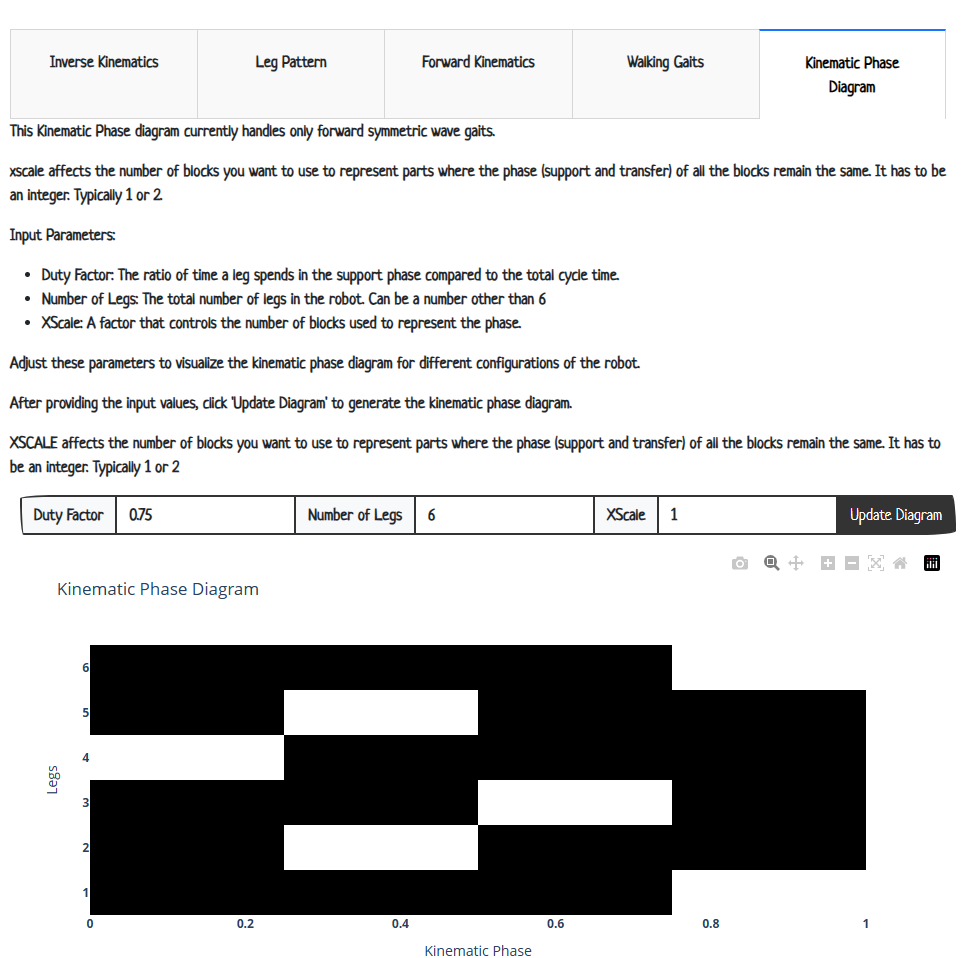 Inverse Kinematics
Leg Pattern
Forward Kinematics
Walking Gaits
Kinematic Phase
Diagram
This Kinematic Phase diagram currently handles only forward symmetric wave gaits.
xscale affects the number of blocks you want to use to represent parts where the phase (support and transfer) of all the blocks remain the same. It has to be
an integer. Typically 1 or 2.
Input Parameters:
• Duty Factor: The ratio of time a leg spends in the support phase compared to the total cycle time.
• Number of Legs: The total number of legs in the robot. Can be a number other than 6
• XScale: A factor that controls the number of blocks used to represent the phase.
Adjust these parameters to visualize the kinematic phase diagram for different configurations of the robot.
After providing the input values, click 'Update Diagram' to generate the kinematic phase diagram.
XSCALE affects the number of blocks you want to use to represent parts where the phase (support and transfer) of all the blocks remain the same. It has to
be an integer. Typically 1 or 2
Duty Factor 0.75 Number of Legs 6 XScale 1 Update Diagram
Kinematic Phase Diagram
6
5
4
Legs
3
2
1
0 0.2 0.4 0.6 0.8 1
Kinematic Phase